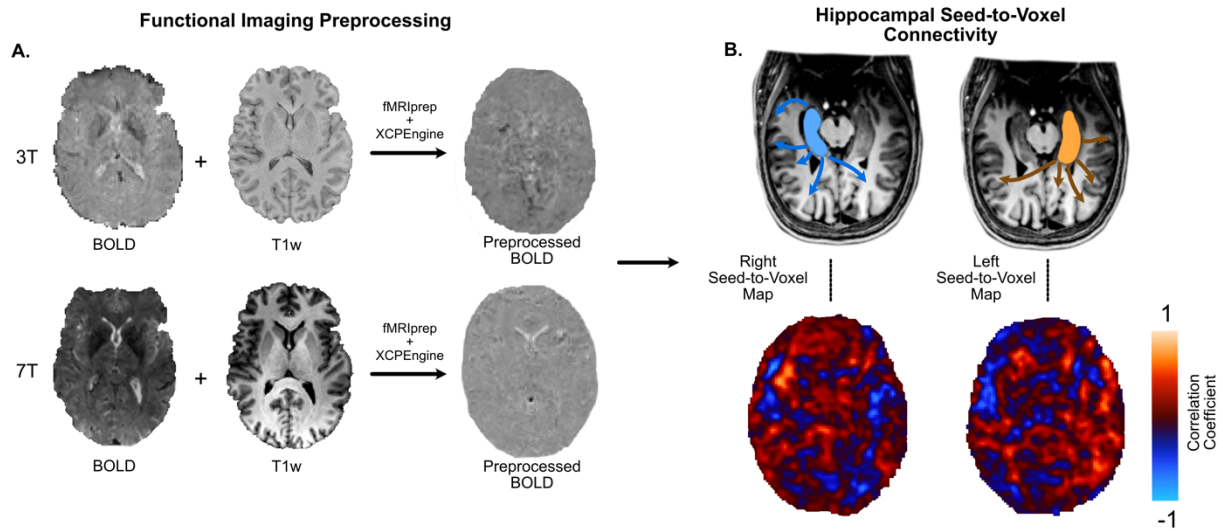 Functional Imaging Preprocessing
A.
3T
+
fMRIprep
+
XCPEngine
BOLD
T1w
Preprocessed
BOLD
7T
+
fMRIprep
+
XCPEngine
BOLD
T1w
Preprocessed
BOLD
Hippocampal Seed-to-Voxel
Connectivity
B.
Right
Seed-to-Voxel
Map
Left
Seed-to-Voxel
Map
1
Correlation
Coefficient
-1